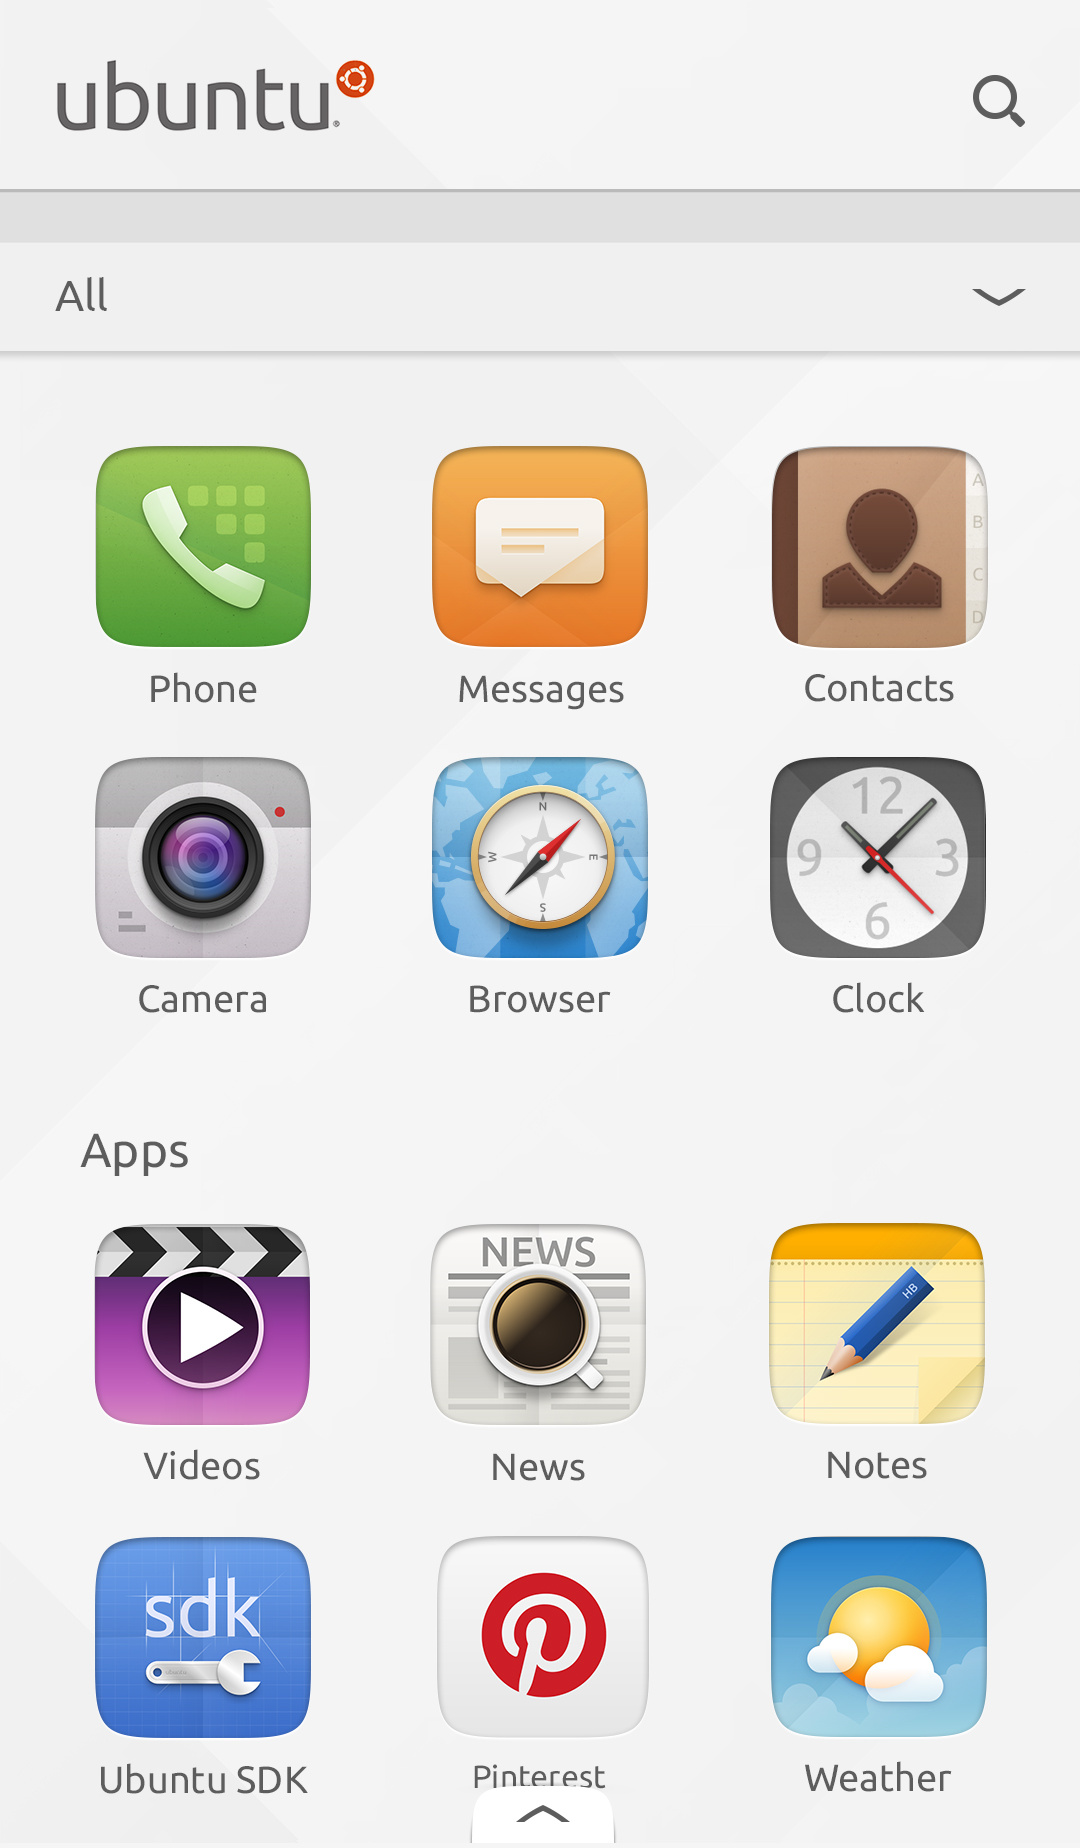 ubuntu®
All
A
B
C
D
Phone Messages Contacts
N
W E
S
12
9 3
6
Camera Browser Clock
Apps
NEWS
HB
Videos News Notes
sdk
ubuntu
Ubuntu SDK Pinterest Weather